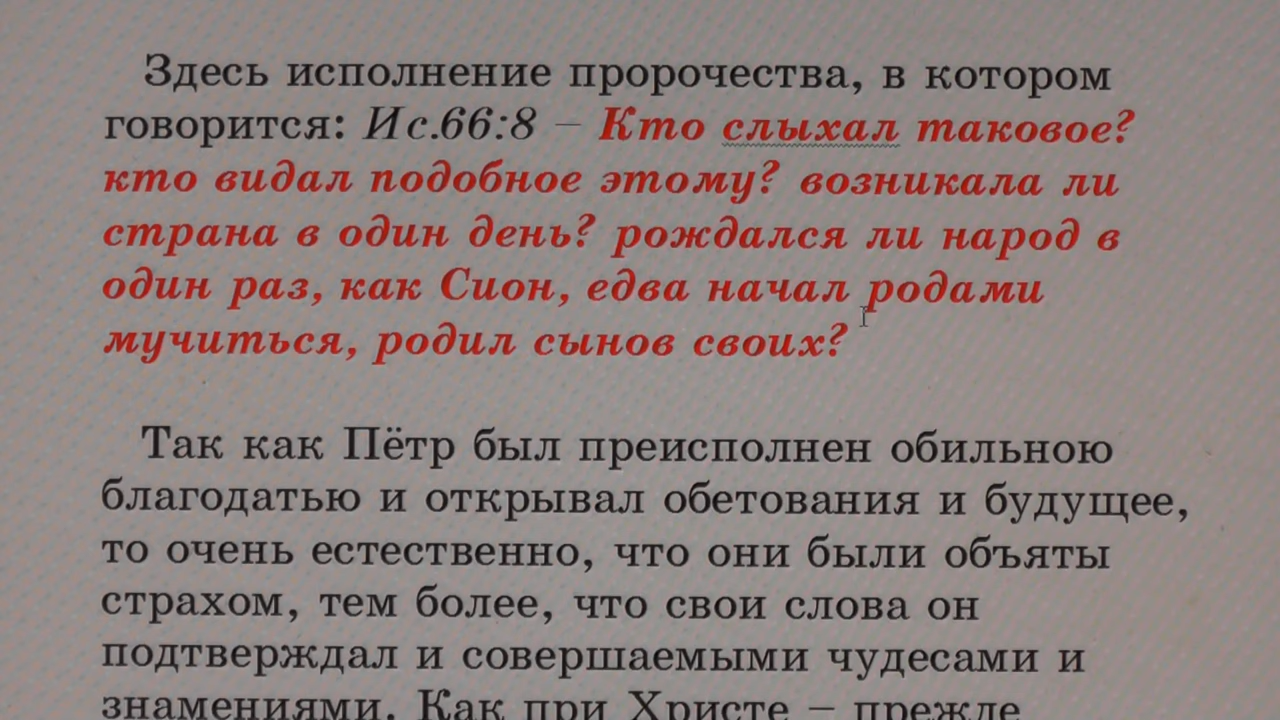 Здесь исполнение пророчества, в котором
говорится: Ис.66:8 – Кто слыхал таковое?
кто видал подобное этому? возникала ли
страна в один день? рождался ли народ в
один раз, как Сион, едва начал родами
мучиться, родил сынов своих?
Так как Пётр был преисполнен обильною
благодатью и открывал обетования и будущее,
то очень естественно, что они были объяты
страхом, тем более, что свои слова он
подтверждал и совершаемыми чудесами и
знамениями. Как при Христе – прежде